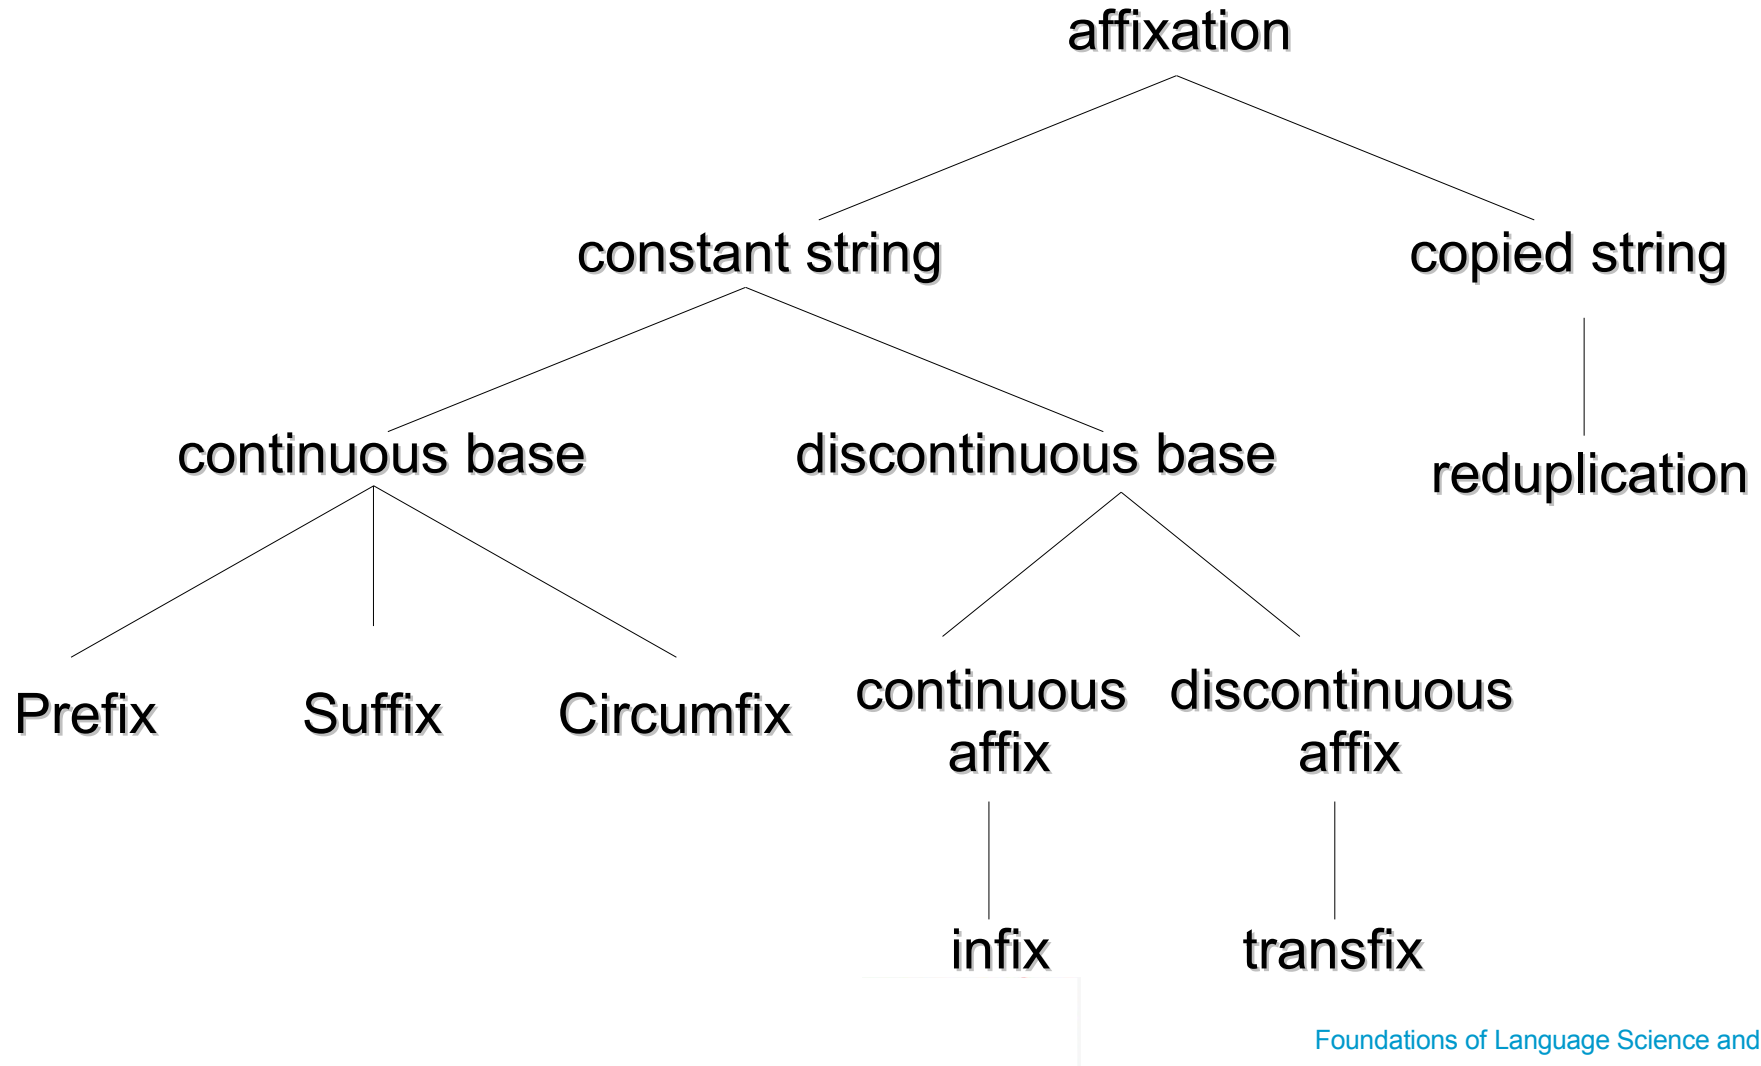 affixation
constant string
copied string
continuous base
discontinuous base
reduplication
Prefix
Suffix
Circumfix
continuous
affix
discontinuous
affix
infix
transfix
Foundations of Language Science and